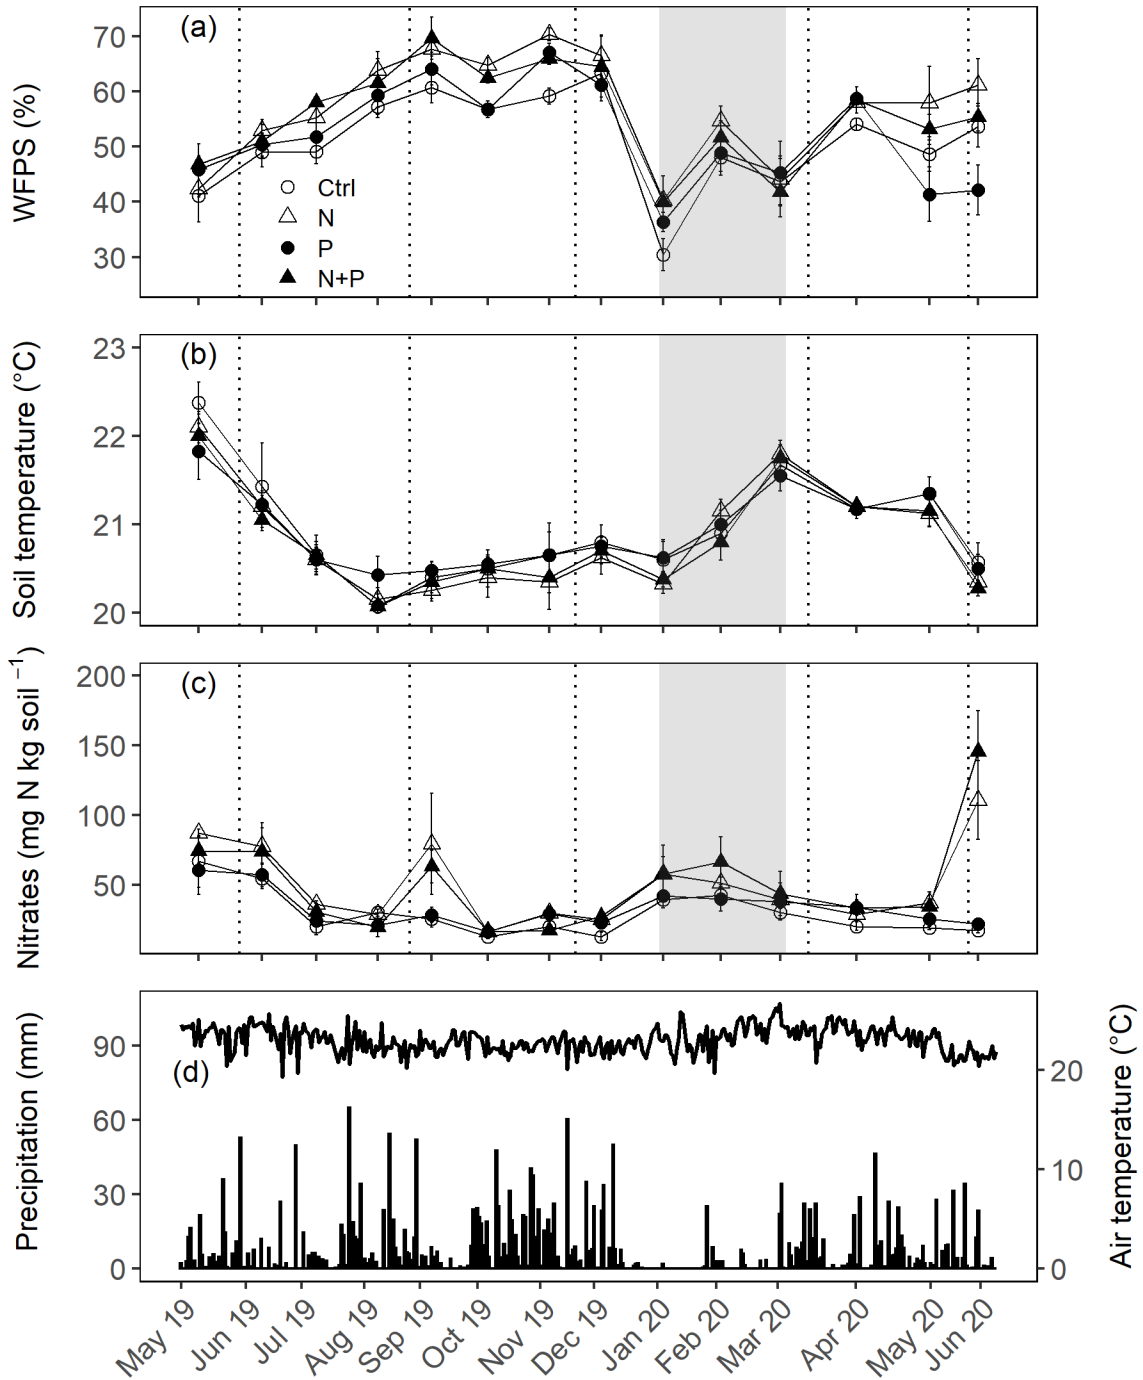 (a)
WFPS (%)
70
60
50
40
30
Ctrl
N
P
N+P
(b)
Soil temperature (°C)
23
22
21
20
(c)
Nitrates (mg N kg soil ⁻¹)
200
150
100
50
(d)
Precipitation (mm)
90
60
30
0
Air temperature (°C)
20
10
0
May 19
Jun 19
Jul 19
Aug 19
Sep 19
Oct 19
Nov 19
Dec 19
Jan 20
Feb 20
Mar 20
Apr 20
May 20
Jun 20